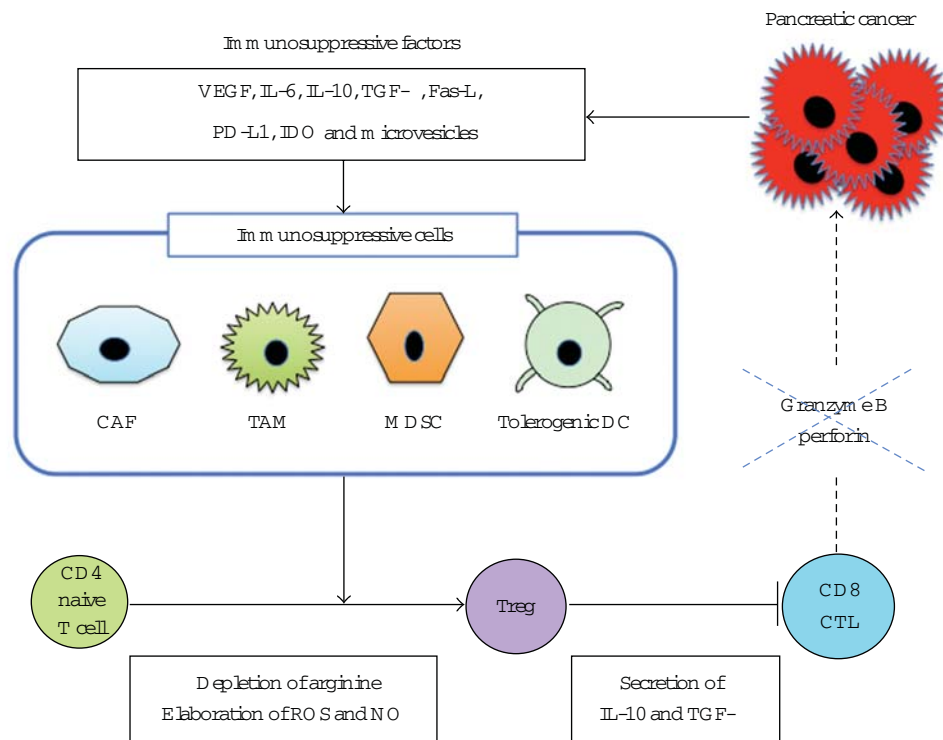 Pancreatic cancer
Immunosuppressive factors
VEGF, IL-6, IL-10, TGF- , Fas-L,
PD-L1, IDO and microvesicles
Immunosuppressive cells
CAF
TAM
MDSC
Tolerogenic DC
Granzyme B
perforin
CD4
naive
T cell
Treg
CD8
CTL
Depletion of arginine
Elaboration of ROS and NO
Secretion of
IL-10 and TGF-